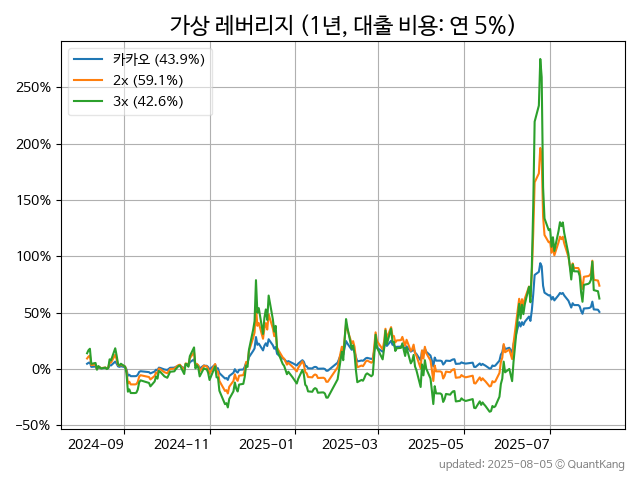 가상 레버리지 (1년, 대출 비용: 연 5%)
카카오 (43.9%)
2x (59.1%)
3x (42.6%)
250%
200%
150%
100%
50%
0%
−50%
2024-09
2024-11
2025-01
2025-03
2025-05
2025-07
updated: 2025-08-05 © QuantKang